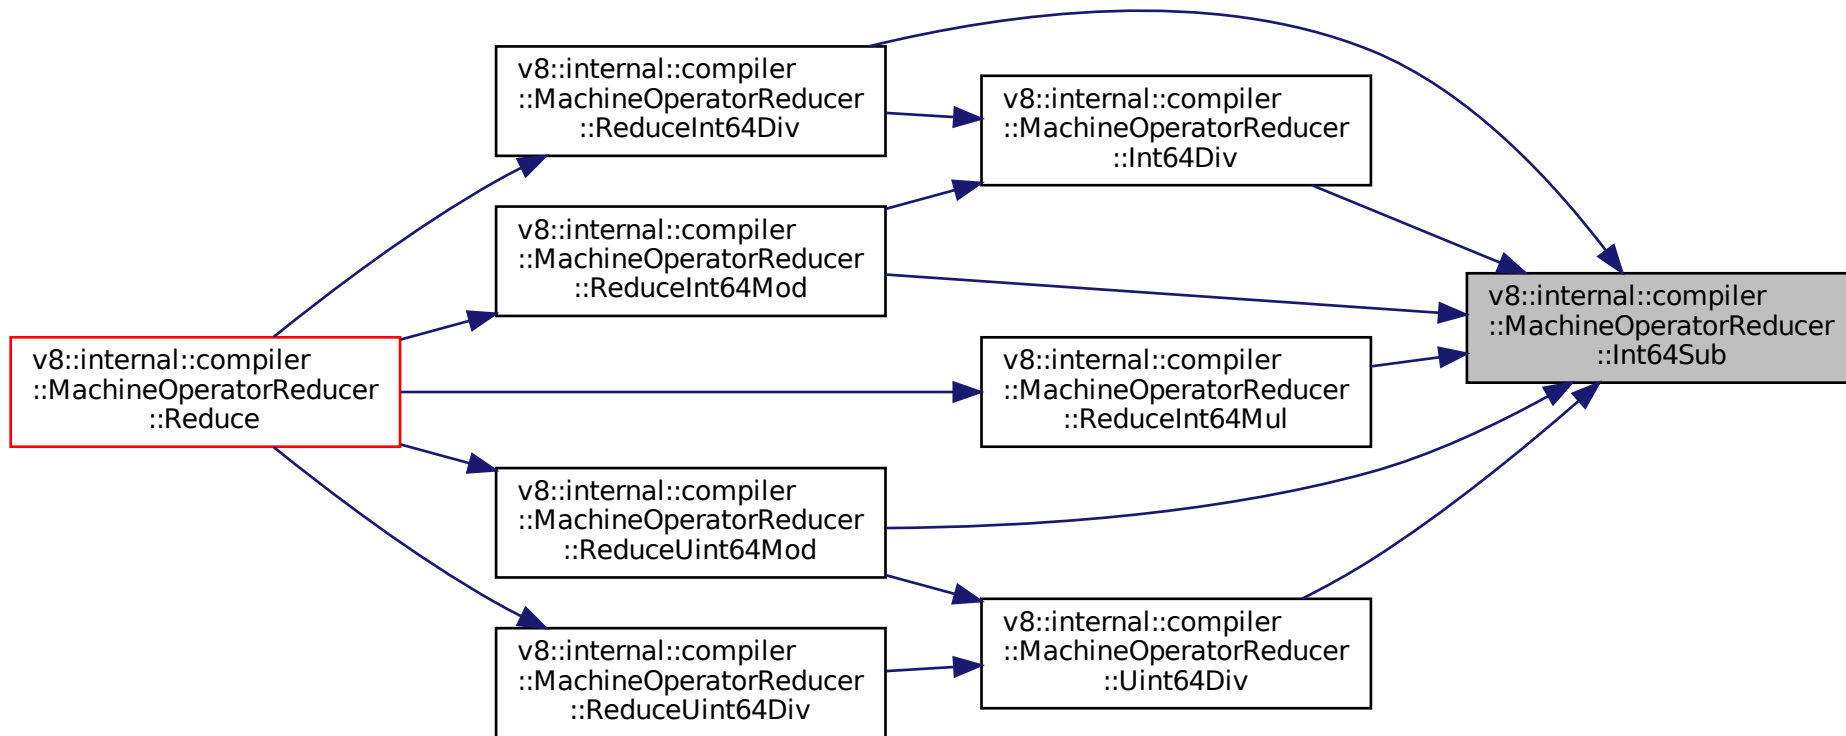 v8::internal::compiler
::MachineOperatorReducer
::ReduceInt64Div
v8::internal::compiler
::MachineOperatorReducer
::Int64Div
v8::internal::compiler
::MachineOperatorReducer
::ReduceInt64Mod
v8::internal::compiler
::MachineOperatorReducer
::Int64Sub
v8::internal::compiler
::MachineOperatorReducer
::Reduce
v8::internal::compiler
::MachineOperatorReducer
::ReduceInt64Mul
v8::internal::compiler
::MachineOperatorReducer
::ReduceUint64Mod
v8::internal::compiler
::MachineOperatorReducer
::Uint64Div
v8::internal::compiler
::MachineOperatorReducer
::ReduceUint64Div